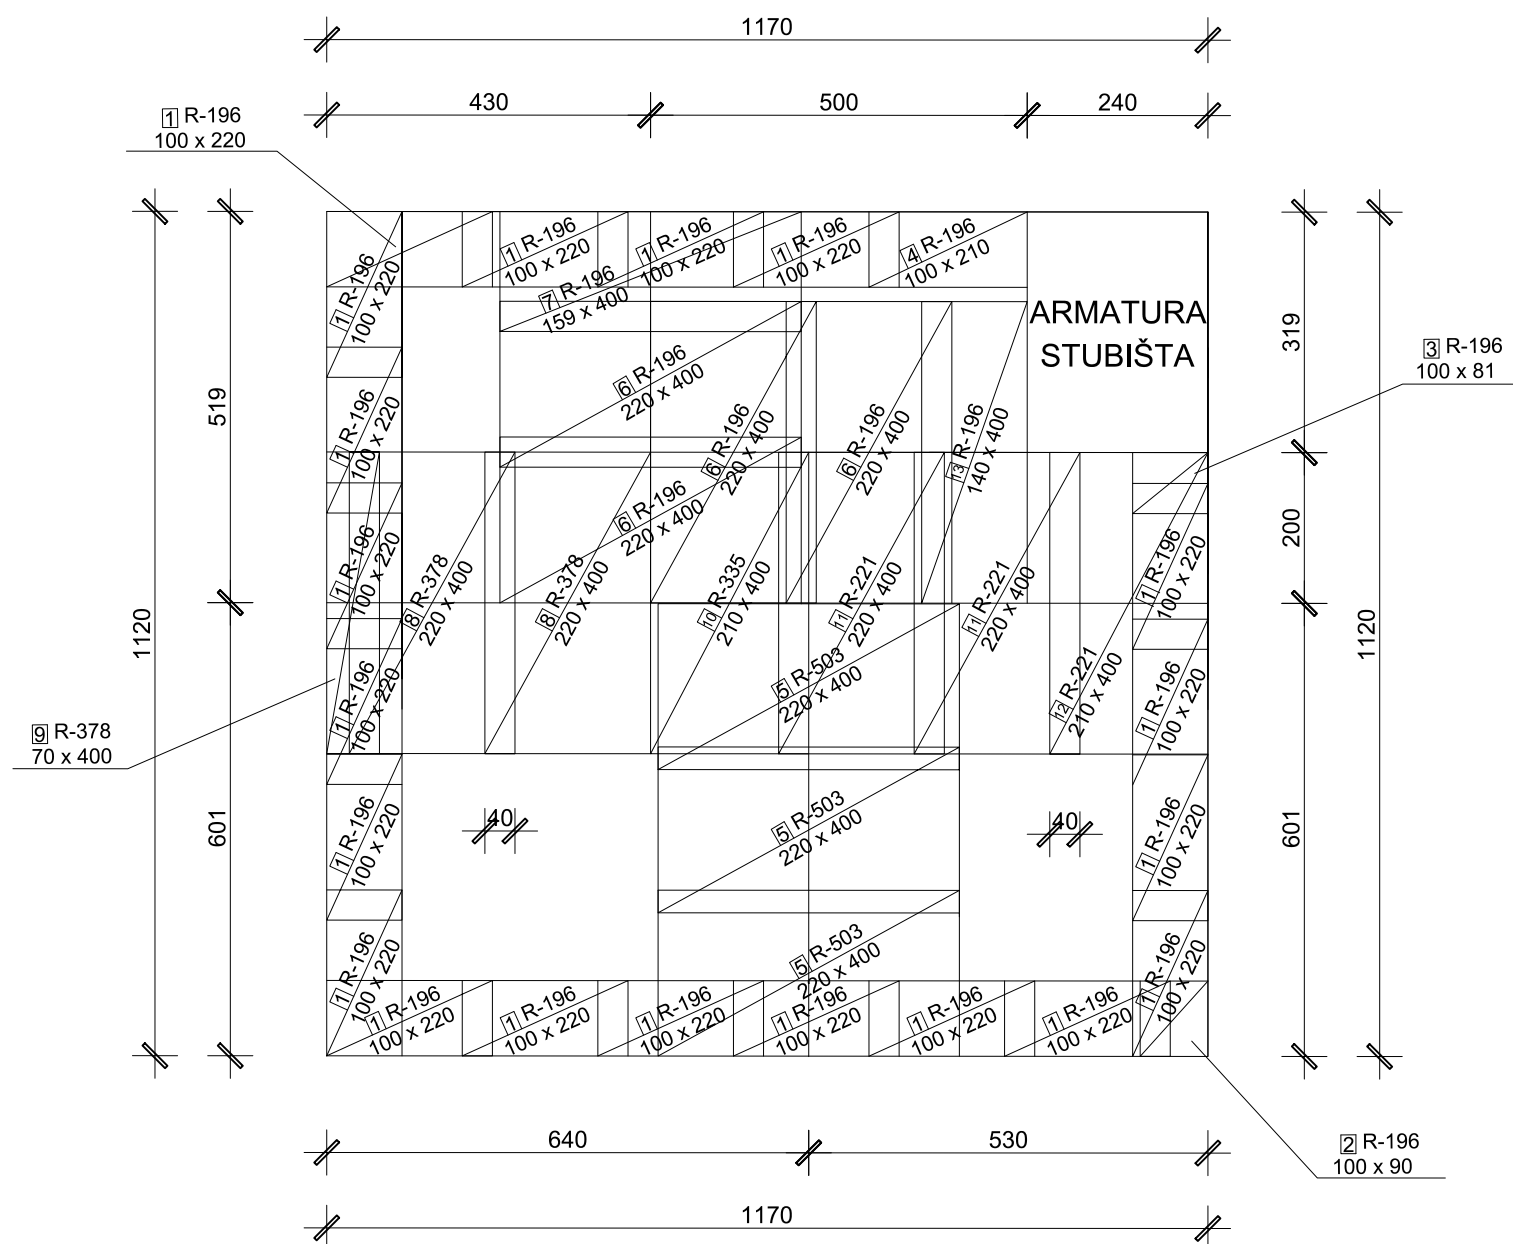 1170
430
500
240
1 R-196
100 x 220
1 R-196
100 x 220
1 R-196
100 x 220
1 R-196
100 x 220
4 R-196
100 x 210
1 R-196
100 x 220
7 R-196
159 x 400
ARMATURA
STUBIŠTA
319
3 R-196
100 x 81
519
6 R-196
220 x 400
6 R-196
220 x 400
6 R-196
220 x 400
13 R-196
140 x 400
1 R-196
100 x 220
6 R-196
220 x 400
200
1 R-196
100 x 220
8 R-378
220 x 400
8 R-378
220 x 400
10 R-335
210 x 400
11 R-221
220 x 400
11 R-221
220 x 400
1 R-196
100 x 220
1120
1120
5 R-503
220 x 400
12 R-221
210 x 400
1 R-196
100 x 220
1 R-196
100 x 220
9 R-378
70 x 400
601
40
40
601
1 R-196
100 x 220
5 R-503
220 x 400
1 R-196
100 x 220
5 R-503
220 x 400
1 R-196
100 x 220
1 R-196
100 x 220
1 R-196
100 x 220
1 R-196
100 x 220
1 R-196
100 x 220
1 R-196
100 x 220
1 R-196
100 x 220
1 R-196
100 x 220
640
530
2 R-196
100 x 90
1170